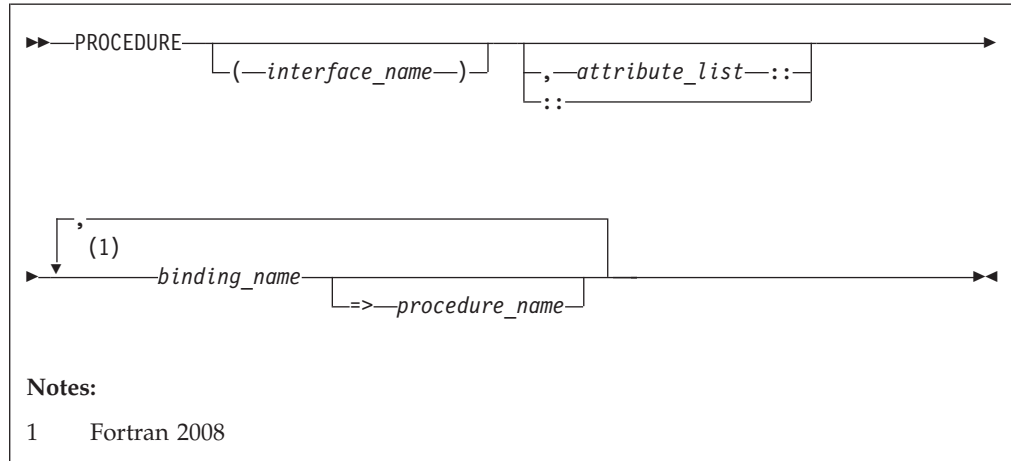 PROCEDURE
( interface_name ) , attribute_list ::
::
,
(1)
binding_name
=> procedure_name
Notes:
1 Fortran 2008